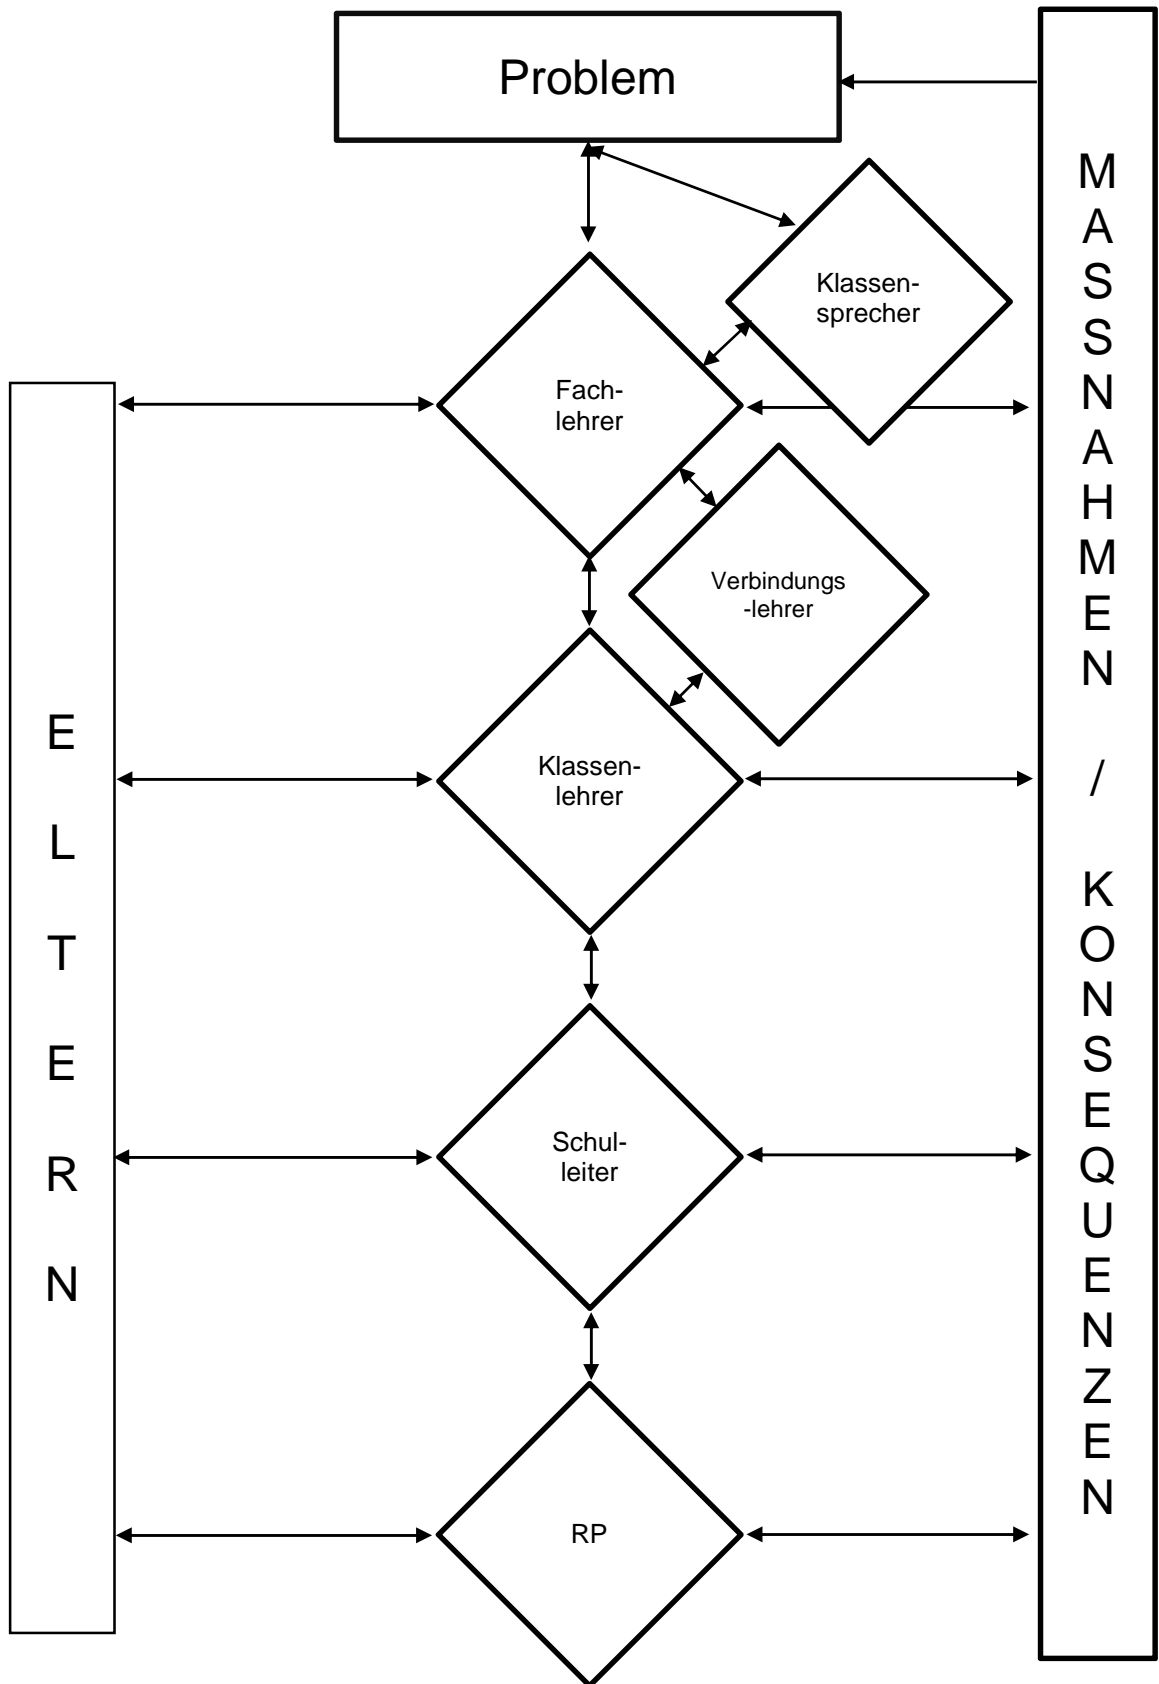 Problem
Klassen-
sprecher
Fach-
lehrer
Verbindungs
-lehrer
Klassen-
lehrer
Schul-
leiter
RP
E
L
T
E
R
N
M
A
S
S
N
A
H
M
E
N
/
K
O
N
S
E
Q
U
E
N
Z
E
N